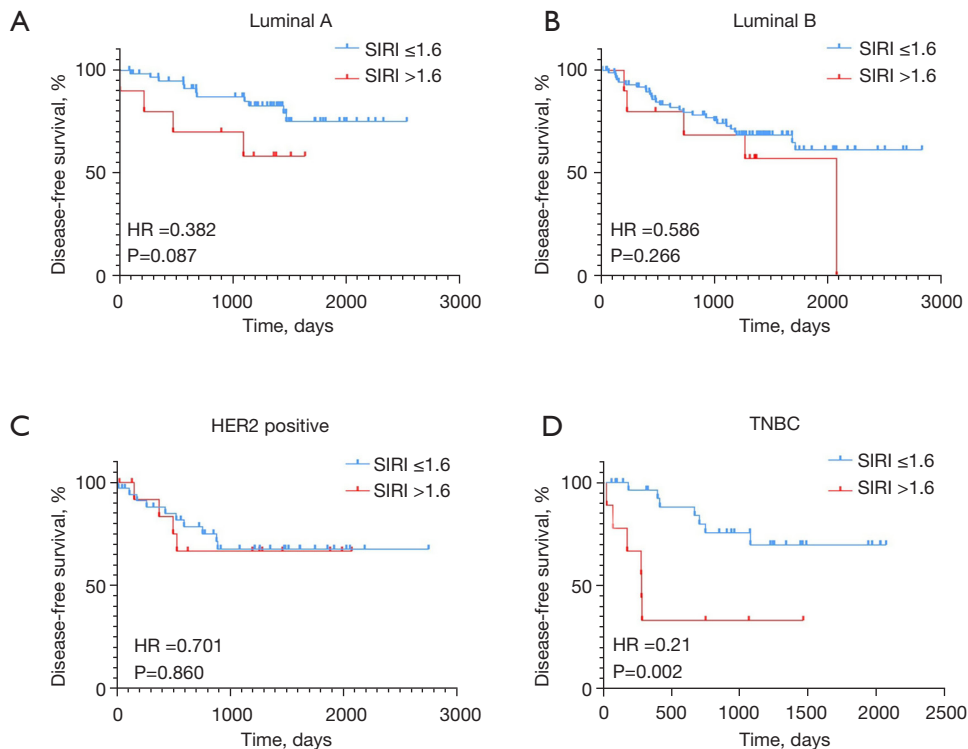 A
Luminal A
SIRI ≤1.6
SIRI >1.6
Disease-free survival, %
100
50
0
HR =0.382
P=0.087
0 1000 2000 3000
Time, days
B
Luminal B
SIRI ≤1.6
SIRI >1.6
Disease-free survival, %
100
50
0
HR =0.586
P=0.266
0 1000 2000 3000
Time, days
C
HER2 positive
SIRI ≤1.6
SIRI >1.6
Disease-free survival, %
100
50
0
HR =0.701
P=0.860
0 1000 2000 3000
Time, days
D
TNBC
SIRI ≤1.6
SIRI >1.6
Disease-free survival, %
100
50
0
HR =0.21
P=0.002
0 500 1000 1500 2000 2500
Time, days